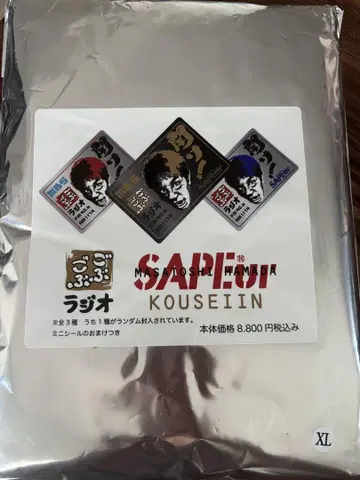 ごぶごぶ
ラジオ
SAPEur®
MASATOSHI HAMADA
KOUSEIIN
※全3種　うち1種がランダム封入されています。
ミニシールのおまけつき
本体価格 8.800 円税込み
XL